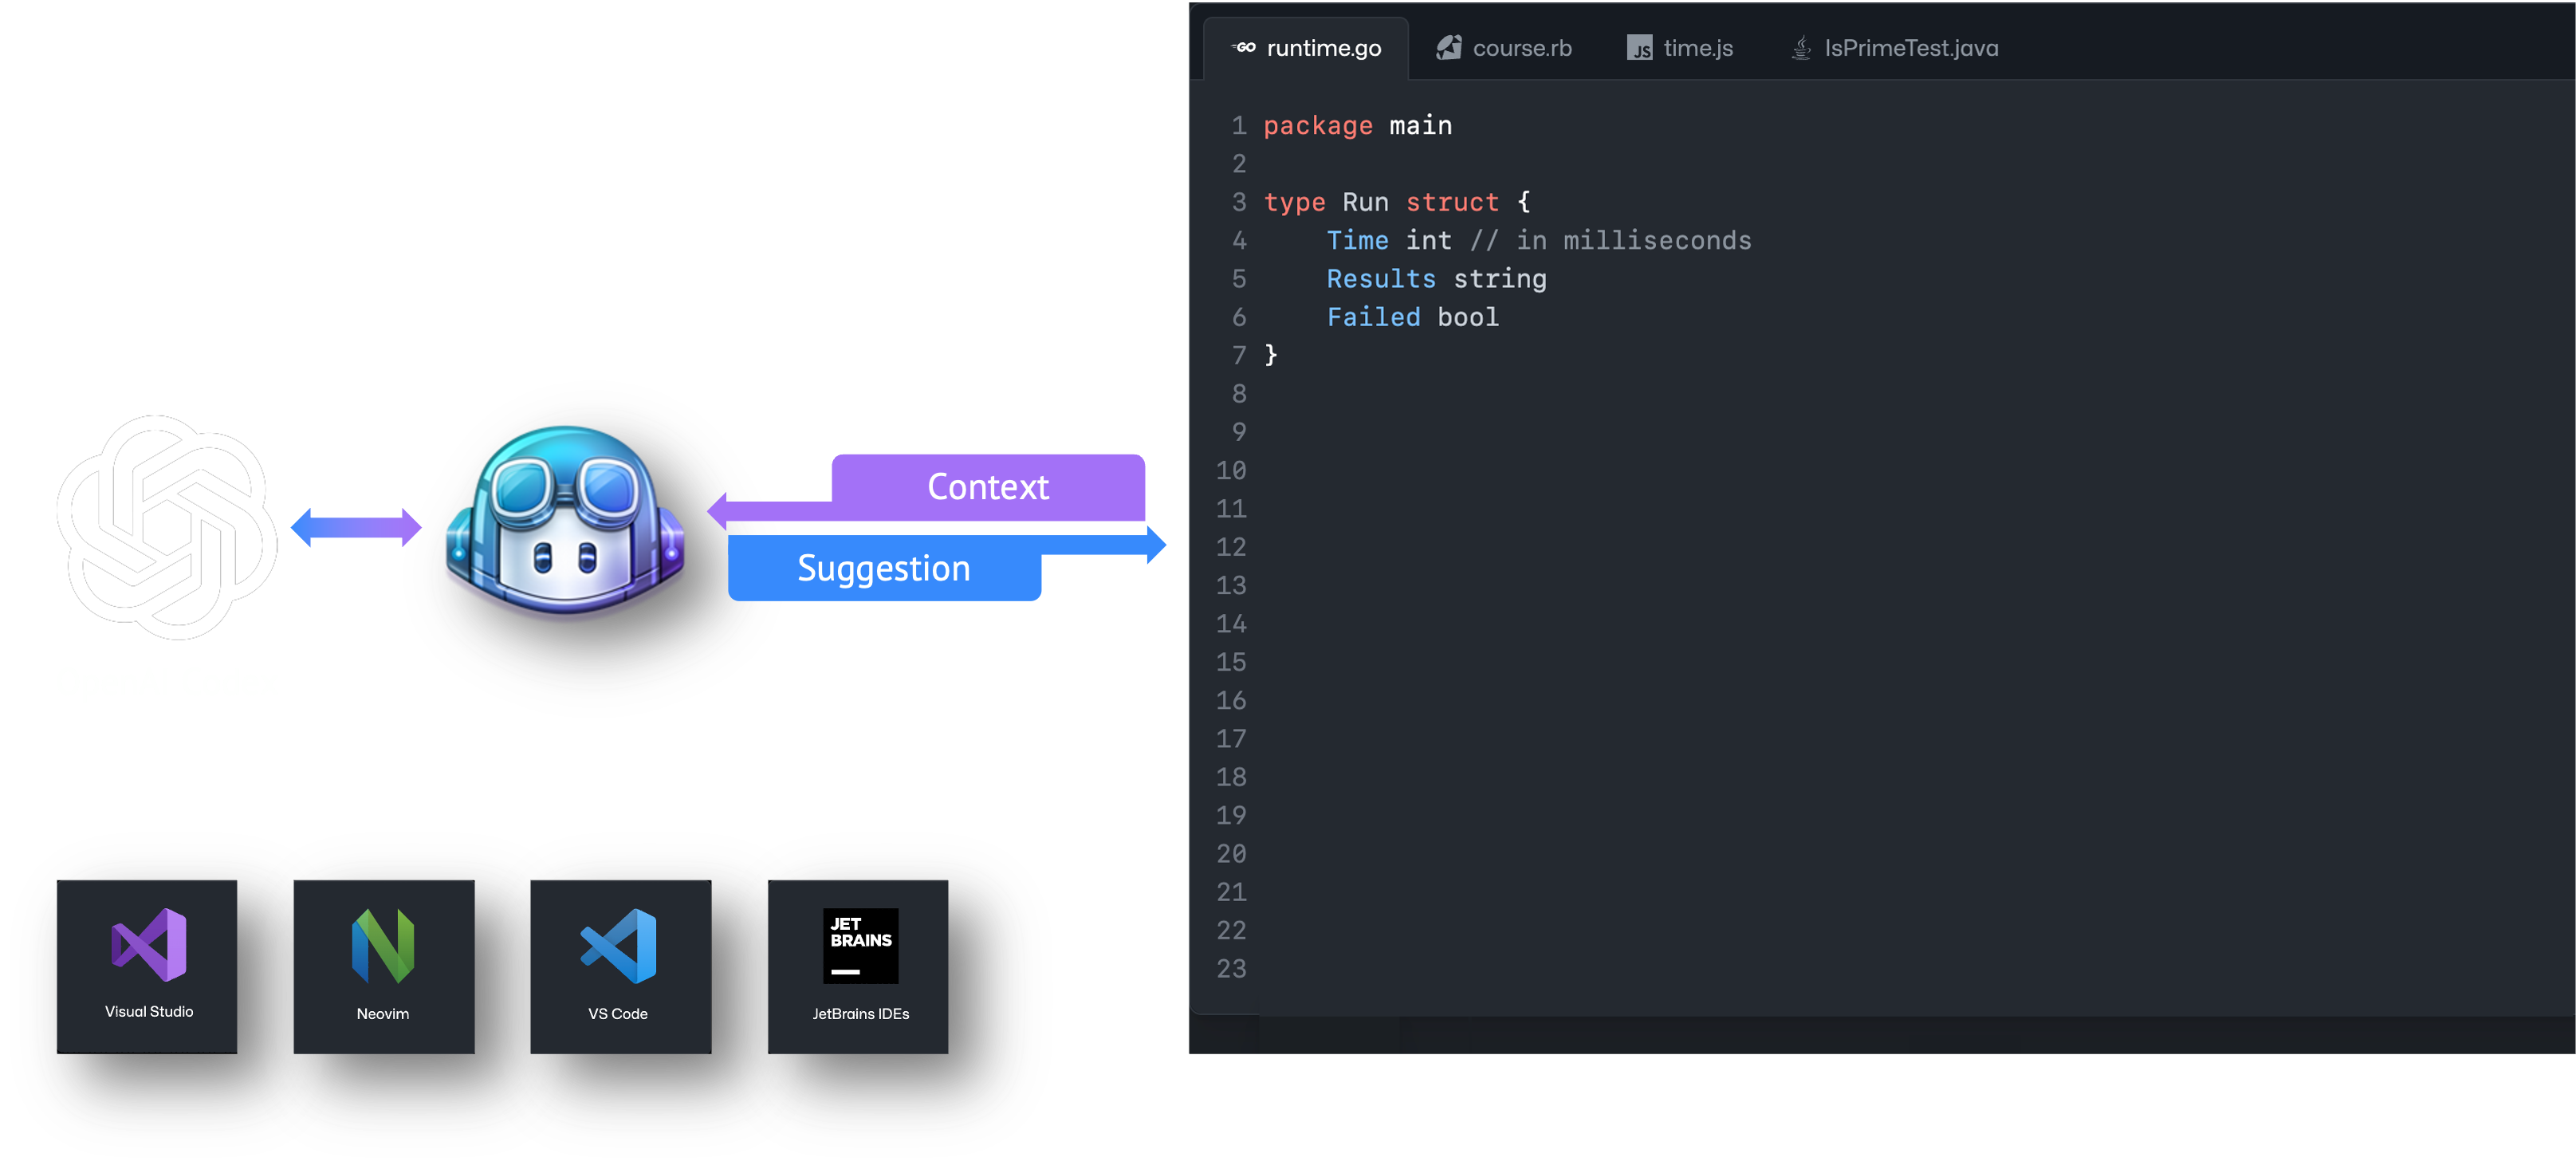 GO runtime.go course.rb JS time.js IsPrimeTest.java
1 package main
2
3 type Run struct {
4 Time int // in milliseconds
5 Results string
6 Failed bool
7 }
8
9
10
11
12
13
14
15
16
17
18
19
20
21
22
23
Context
Suggestion
JET
BRAINS
Visual Studio
Neovim
VS Code
JetBrains IDEs